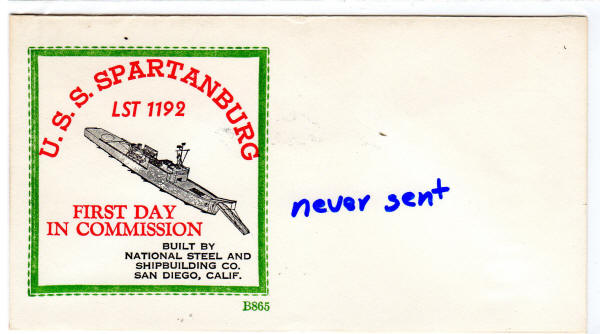 U. S. S. SPARTANBURG
LST 1192
FIRST DAY
IN COMMISSION
BUILT BY
NATIONAL STEEL AND
SHIPBUILDING CO.
SAN DIEGO, CALIF.
B865
never sent